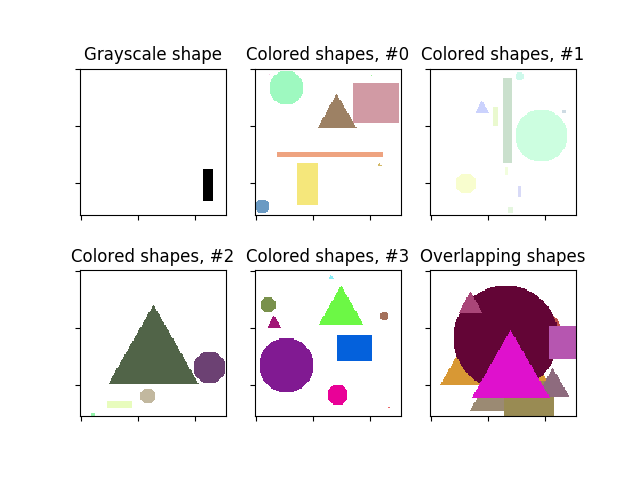 Grayscale shape
Colored shapes, #0
Colored shapes, #1
Colored shapes, #2
Colored shapes, #3
Overlapping shapes